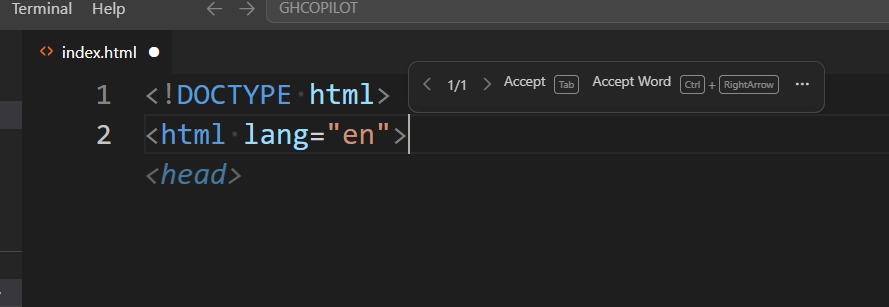 Terminal Help GHCOPILOT
index.html
1/1 Accept Tab Accept Word Ctrl + RightArrow ...
1 <!DOCTYPE html>
2 <html lang="en">
<head>